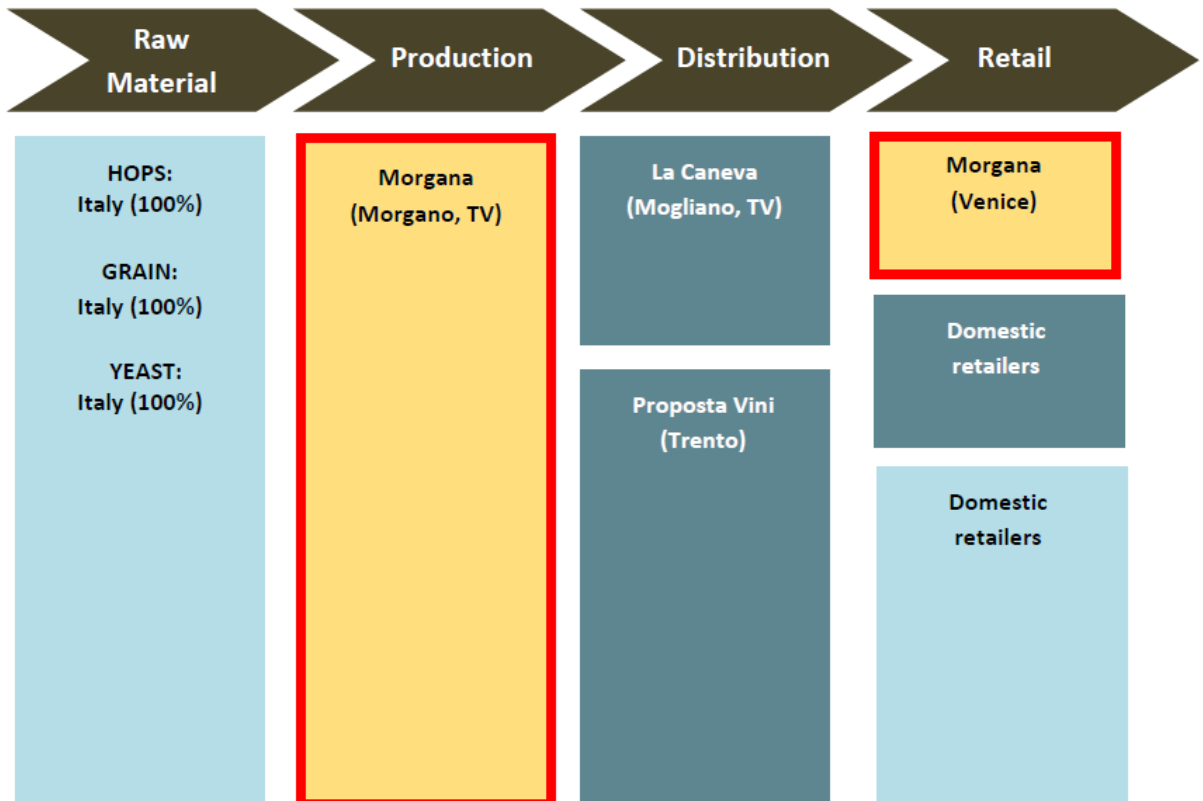 Raw
Material
Production
Distribution
Retail
HOPS:
Italy (100%)
GRAIN:
Italy (100%)
YEAST:
Italy (100%)
Morgana
(Morgano, TV)
La Caneva
(Mogliano, TV)
Proposta Vini
(Trento)
Morgana
(Venice)
Domestic
retailers
Domestic
retailers